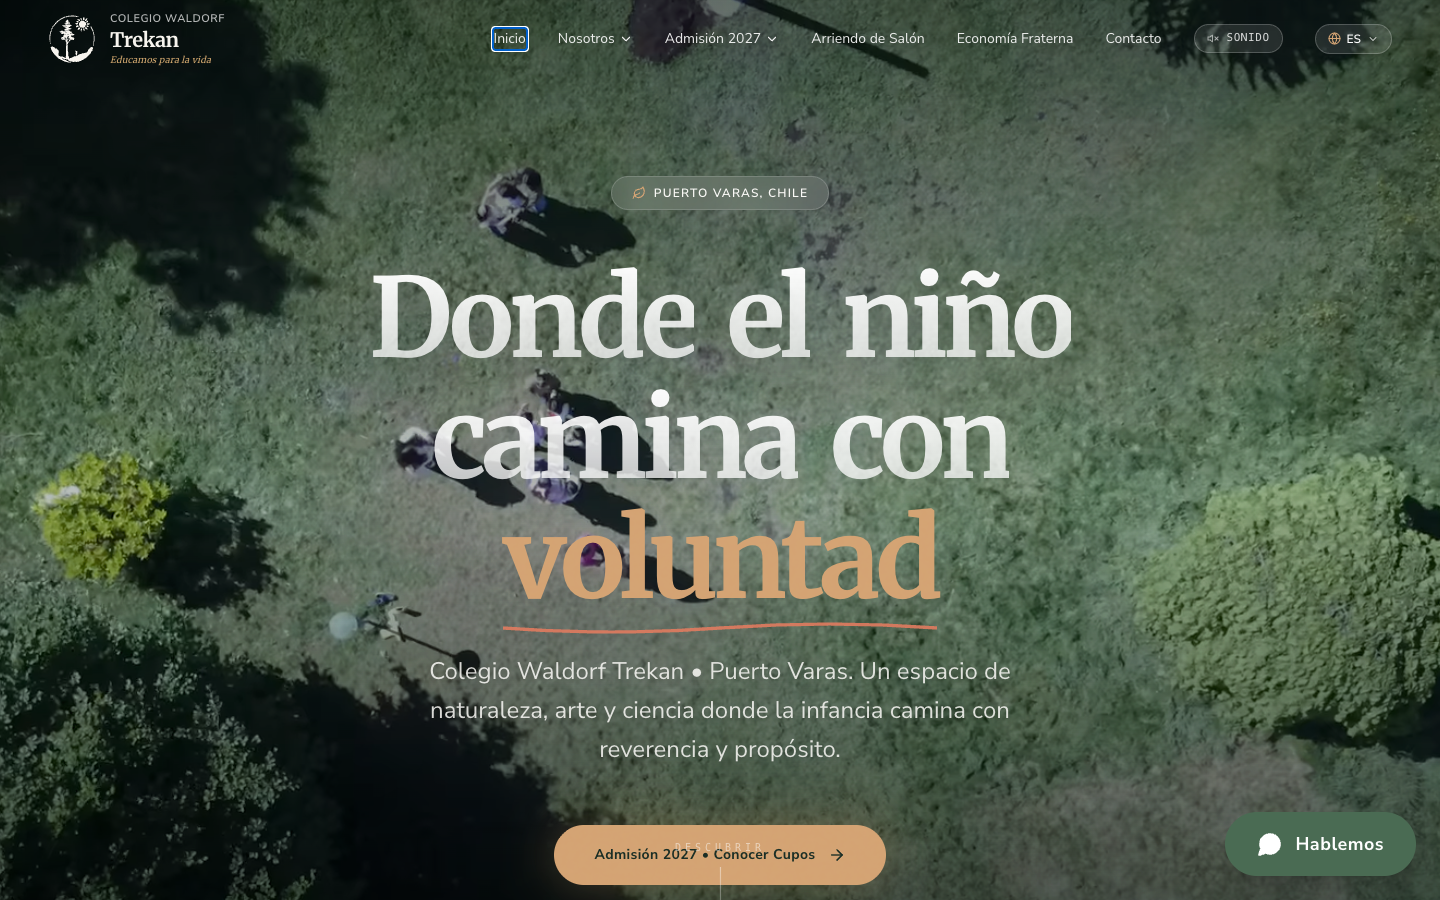 COLEGIO WALDORF
Trekan
Educamos para la vida
Inicio
Nosotros
Admisión 2027
Arriendo de Salón
Economía Fraterna
Contacto
SONIDO
ES
PUERTO VARAS, CHILE
Donde el niño
camina con
voluntad
Colegio Waldorf Trekan • Puerto Varas. Un espacio de
naturaleza, arte y ciencia donde la infancia camina con
reverencia y propósito.
DESCUBRIR
Admisión 2027 • Conocer Cupos
Hablemos